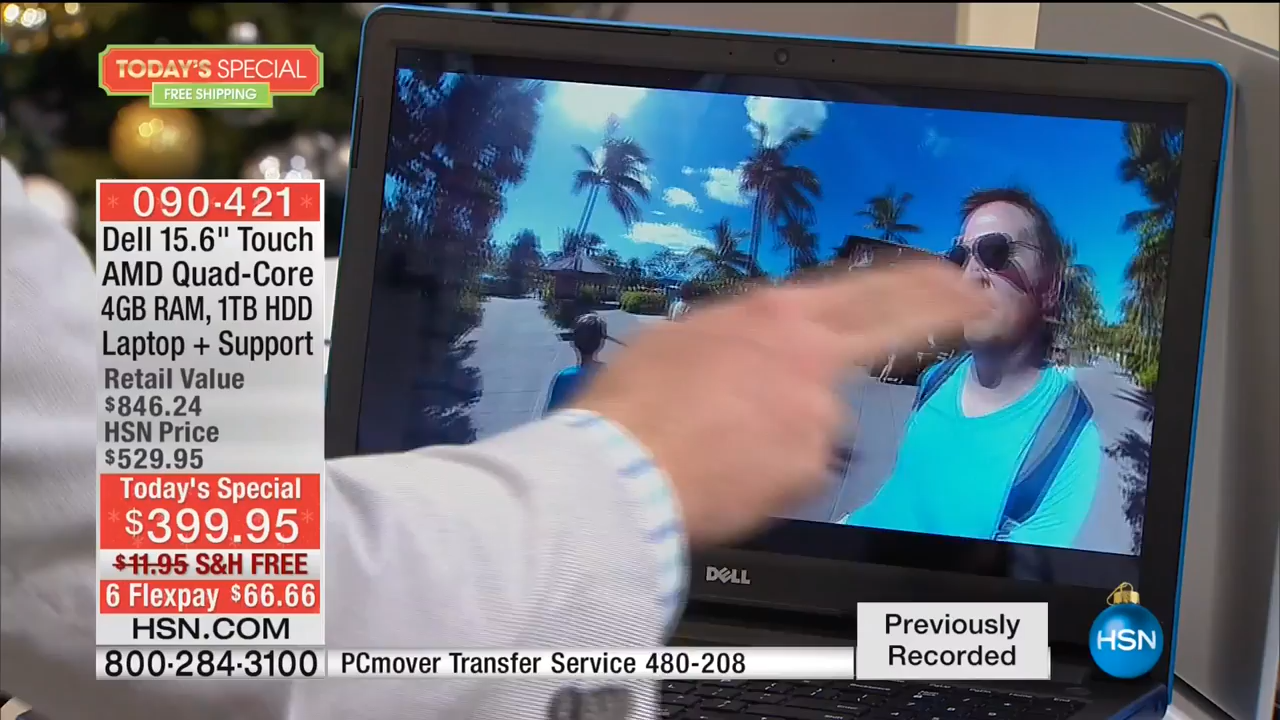 TODAY'S SPECIAL
FREE SHIPPING
090·421
Dell 15.6" Touch
AMD Quad-Core
4GB RAM, 1TB HDD
Laptop + Support
Retail Value
$846.24
HSN Price
$529.95
Today's Special
$399.95
$11.95 S&H FREE
6 Flexpay $66.66
HSN.COM
800·284·3100
PCmover Transfer Service 480-208
DELL
Previously
Recorded
HSN